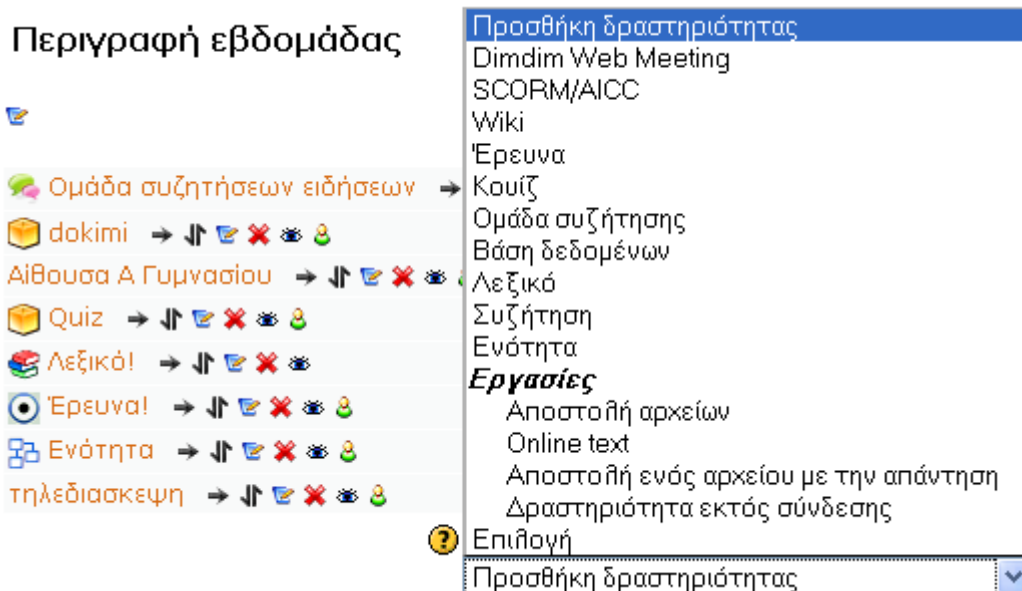 Περιγραφή εβδομάδας
Ομάδα συζητήσεων ειδήσεων
dokimi
Αίθουσα Α Γυμνασίου
Quiz
Λεξικό!
Έρευνα!
Ενότητα
τηλεδιασκεψη
Προσθήκη δραστηριότητας
Dimdim Web Meeting
SCORM/AICC
Wiki
Έρευνα
Κουίζ
Ομάδα συζήτησης
Βάση δεδομένων
Λεξικό
Συζήτηση
Ενότητα
Εργασίες
Αποστολή αρχείων
Online text
Αποστολή ενός αρχείου με την απάντηση
Δραστηριότητα εκτός σύνδεσης
Επιλογή
Προσθήκη δραστηριότητας